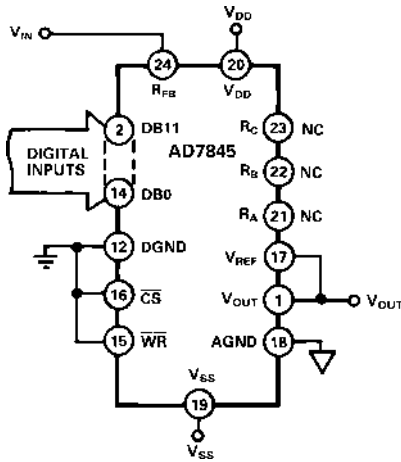 V_DD
V_IN
24
20
R_FB
V_DD
2
DB11
AD7845
R_C
23
NC
DIGITAL
INPUTS
R_B
22
NC
14
DB0
R_A
21
NC
12
DGND
V_REF
17
16
CS
V_OUT
1
V_OUT
15
WR
AGND
18
V_SS
19
V_SS